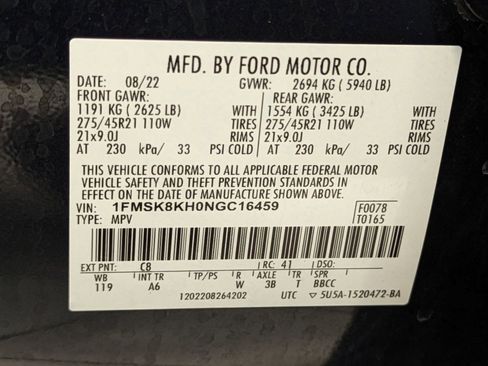 MFD. BY FORD MOTOR CO.
DATE: 08/22 GVWR: 2694 KG ( 5940 LB)
FRONT GAWR: REAR GAWR:
1191 KG ( 2625 LB) WITH 1554 KG ( 3425 LB) WITH
275/45R21 110W TIRES 275/45R21 110W TIRES
21x9.0J RIMS 21x9.0J RIMS
AT 230 kPa/ 33 PSI COLD AT 230 kPa/ 33 PSI COLD
THIS VEHICLE CONFORMS TO ALL APPLICABLE FEDERAL MOTOR
VEHICLE SAFETY AND THEFT PREVENTION STANDARDS IN
EFFECT ON THE DATE OF MANUFACTURE SHOWN ABOVE.
VIN: 1FMSK8KH0NGC16459 F0078
TYPE: MPV T0165
EXT PNT: C8 RC: 41 DSO:
WB INT TR TP/PS R AXLE TR SPR
119 A6 W 3B T BBCC
1202208264202 UTC 5U5A-1520472-BA